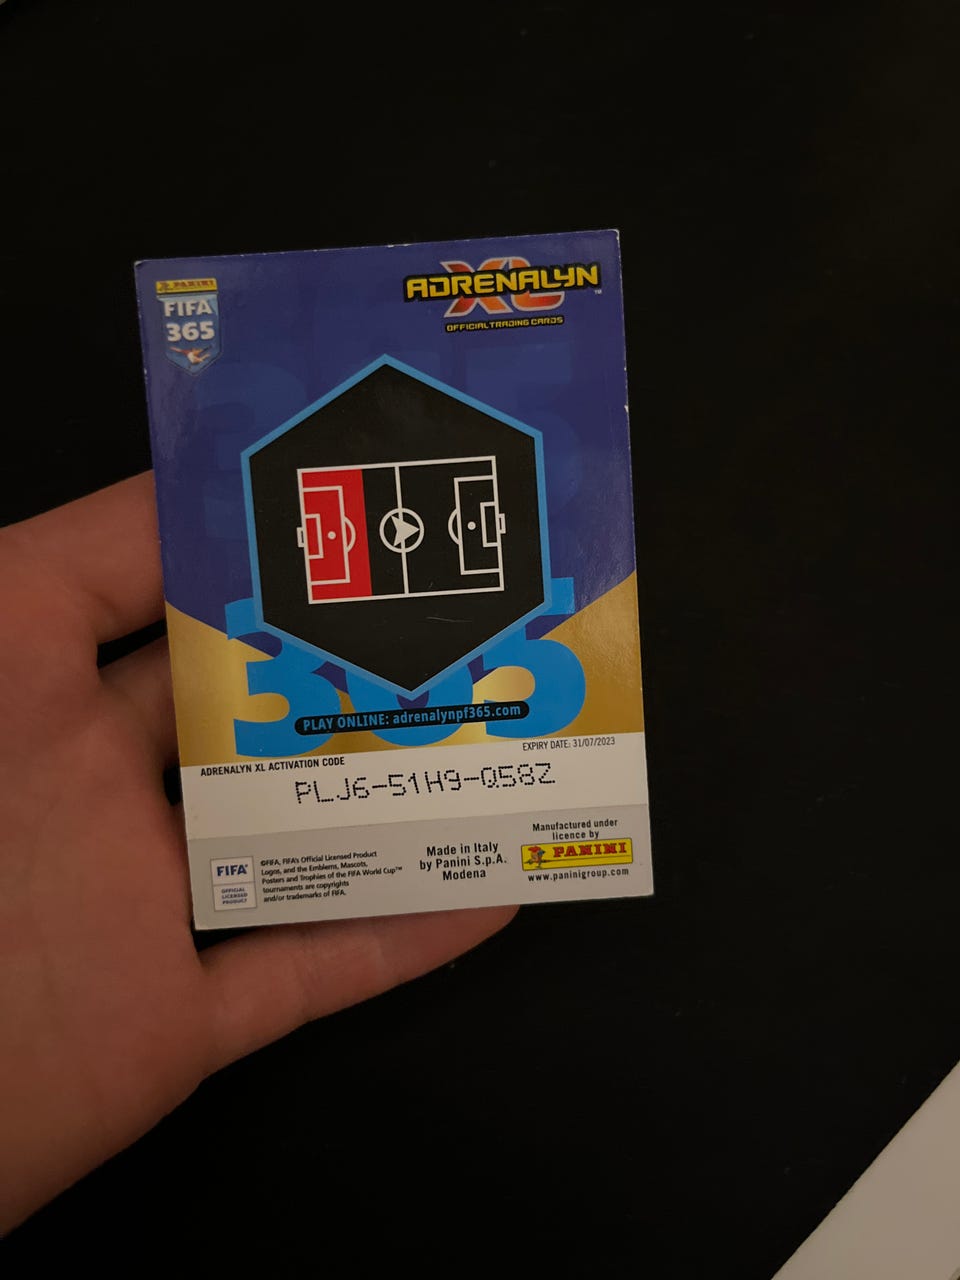 PANINI
FIFA
365
ADRENALYN
XL™
OFFICIAL TRADING CARDS
365
PLAY ONLINE: adrenalynpf365.com
EXPIRY DATE: 31/07/2023
ADRENALYN XL ACTIVATION CODE
PLJ6-51H9-Q58Z
FIFA®
OFFICIAL
LICENSED
PRODUCT
©FIFA, FIFA's Official Licensed Product
Logos, and the Emblems, Mascots,
Posters and Trophies of the FIFA World Cup™
tournaments are copyrights
and/or trademarks of FIFA.
Made in Italy
by Panini S.p.A.
Modena
Manufactured under
licence by
PANINI
www.paninigroup.com